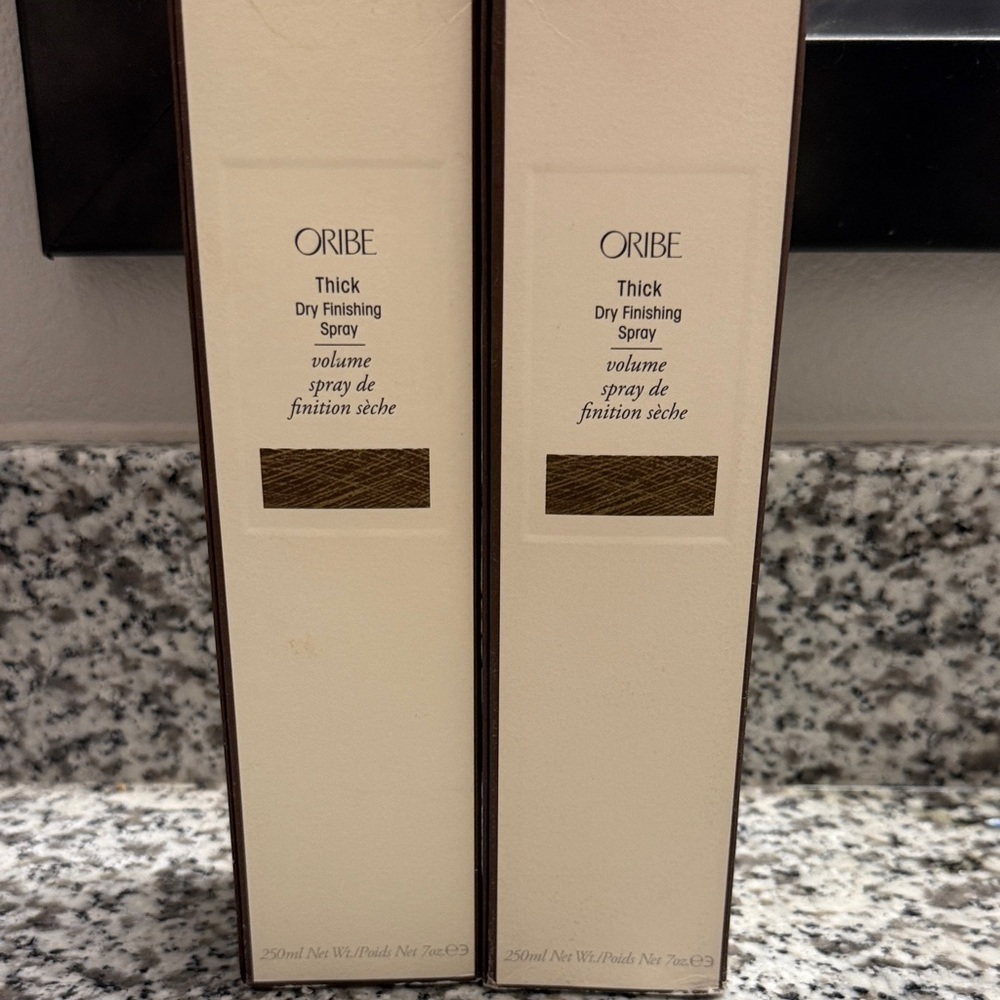 ORIBE
Thick
Dry Finishing
Spray
volume
spray de
finition sèche
250ml Net Wt./Poids Net 7oz.℮
ORIBE
Thick
Dry Finishing
Spray
volume
spray de
finition sèche
250ml Net Wt./Poids Net 7oz.℮